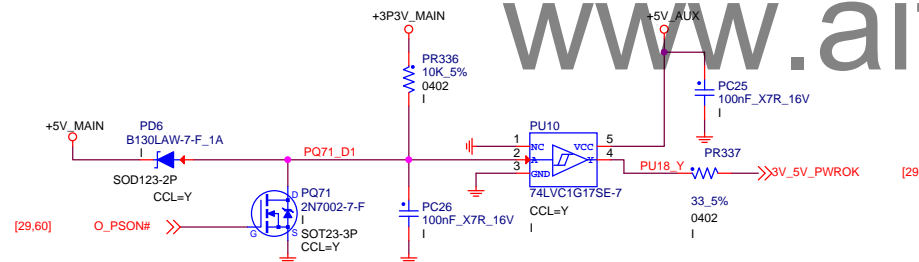 www.ai
+3P3V_MAIN
+5V_AUX
PR336
10K_5%
0402
I
PC25
100nF_X7R_16V
I
+5V_MAIN
PD6
B130LAW-7-F_1A
I
SOD123-2P
CCL=Y
PQ71_D1
PU10
1
NC
VCC
5
2
A
Y
4
3
GND
74LVC1G17SE-7
CCL=Y
I
PU18_Y
PR337
33_5%
0402
I
3V_5V_PWROK
[29
PQ71
2N7002-7-F
I
SOT23-3P
CCL=Y
D
G
S
PC26
100nF_X7R_16V
I
[29,60]
O_PSON#